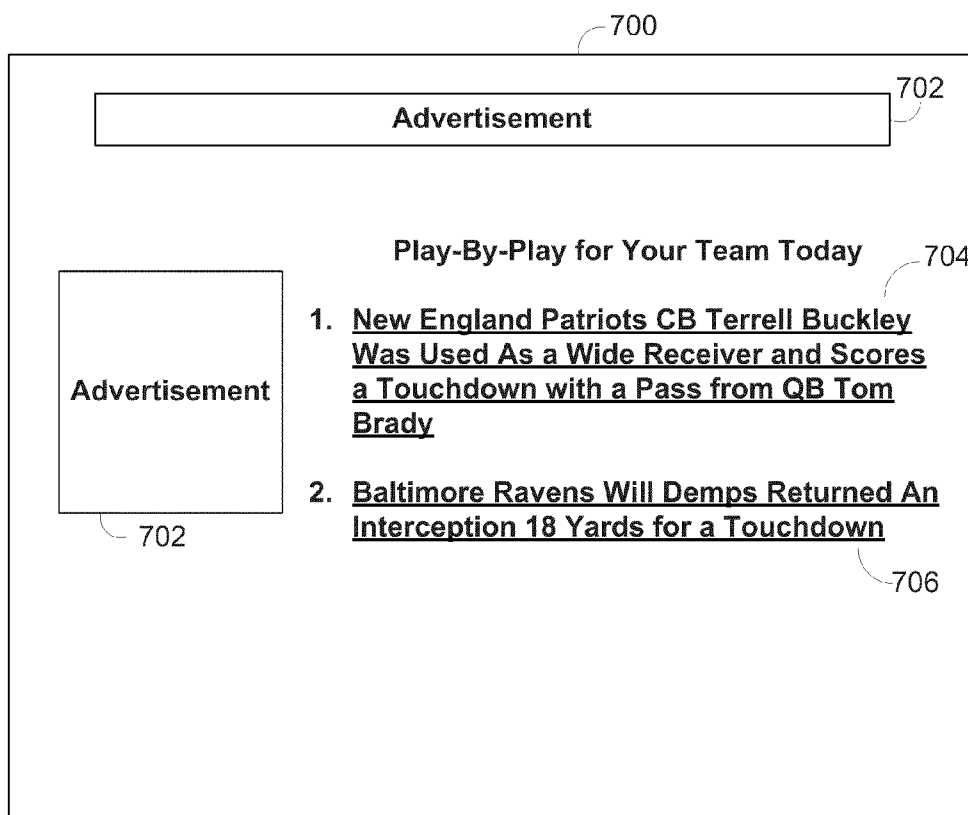 700
702
Advertisement
Play-By-Play for Your Team Today
704
1. New England Patriots CB Terrell Buckley
Was Used As a Wide Receiver and Scores
a Touchdown with a Pass from QB Tom
Brady
Advertisement
702
2. Baltimore Ravens Will Demps Returned An
Interception 18 Yards for a Touchdown
706